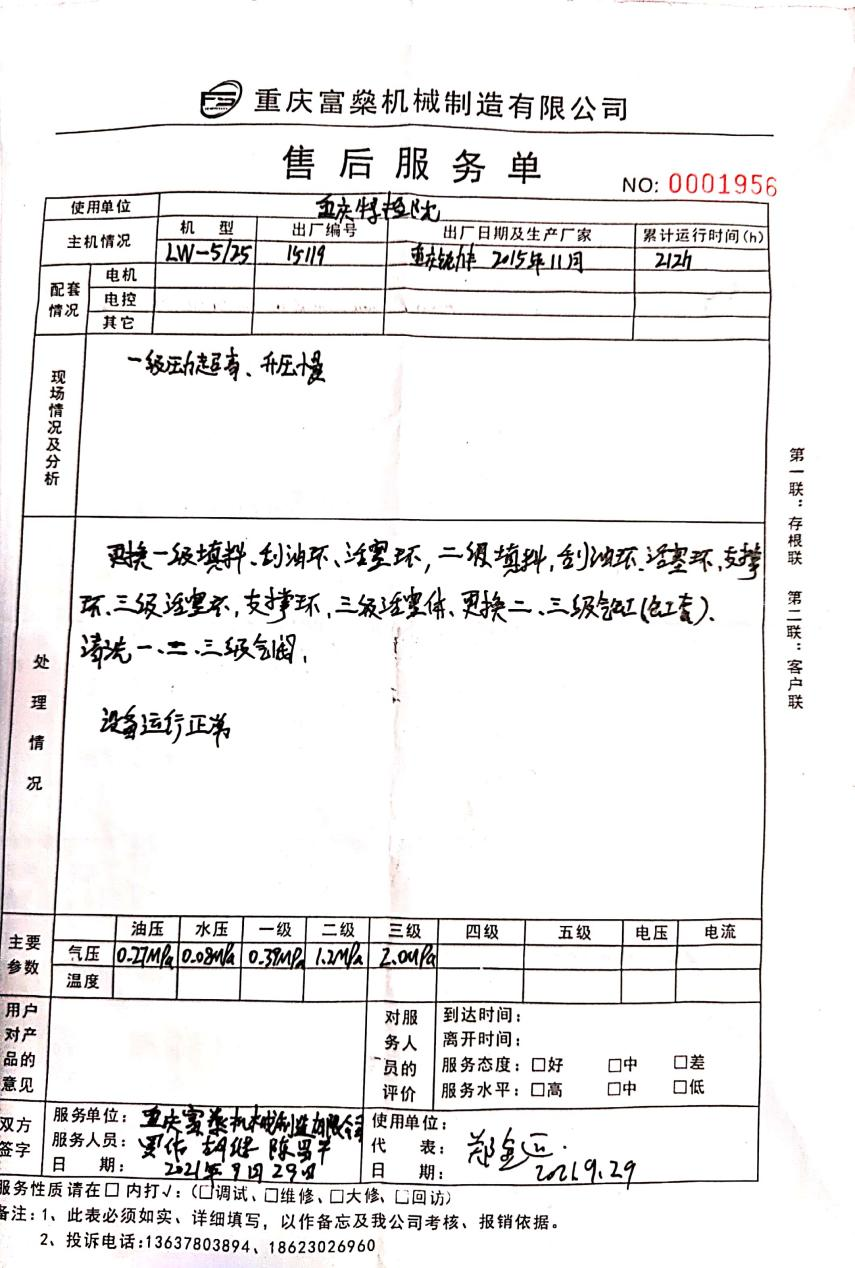 FS 重庆富燊机械制造有限公司
售后服务单
NO: 0001956
使用单位 重庆特检院
主机情况 机 型 出厂编号 出厂日期及生产厂家 累计运行时间(h)
LW-5/25 15119 重庆 2015年11月 212h
配套情况 电机
电控
其它
现场情况及分析
一级压力超高、升压慢
处理情况
更换一级填料、刮油环、活塞环,二级填料,刮油环、活塞环,支撑
环、三级活塞环,支撑环,三级活塞体、更换二、三级气缸(缸套)、
清洗一、二、三级气阀,
设备运行正常
第一联:存根联 第二联:客户联
主要参数 油压 水压 一级 二级 三级 四级 五级 电压 电流
气压 0.27MPa 0.08MPa 0.39MPa 1.2MPa 2.0MPa
温度
用户对产品的意见
对服务人员的评价
到达时间:
离开时间:
服务态度:□好 □中 □差
服务水平:□高 □中 □低
双方签字
服务单位:重庆富燊机械制造有限公司
服务人员:
日 期:2021年9月29日
使用单位:
代 表:
日 期:2021.9.29
服务性质请在□内打√:(□调试、□维修、□大修、□回访)
备注:1、此表必须如实、详细填写,以作备忘及我公司考核、报销依据。
2、投诉电话:13637803894、18623026960